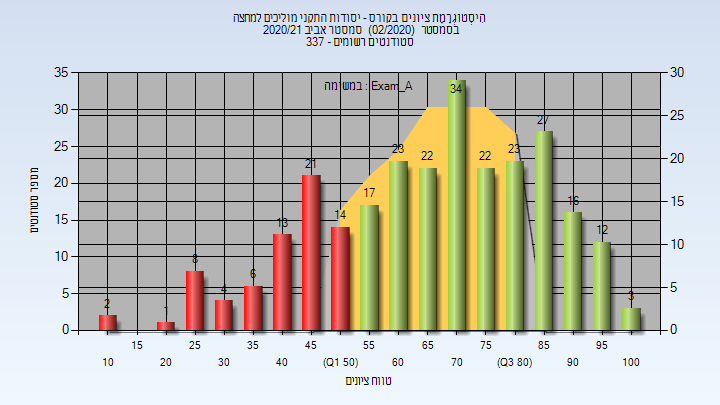 היסטוגרמת ציונים בקורס - יסודות התקני מוליכים למחצה
בסמסטר (02/2020) סמסטר אביב 2020/21
סטודנטים רשומים - 337
במשימה : Exam_A
מספר סטודנטים
35 30 25 20 15 10 5 0
30 25 20 15 10 5 0
2 1 8 4 6 13 21 14 17 23 22 34 22 23 27 16 12 3
15 25 35 45 55 65 75 85 95
10 20 30 40 (Q1 50) 60 70 (Q3 80) 90 100
טווח ציונים